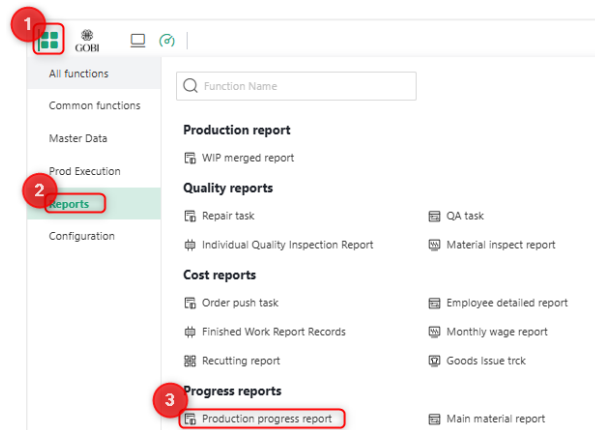 1
GOBI
All functions
Common functions
Master Data
Prod Execution
2
Reports
Configuration
Function Name
Production report
WIP merged report
Quality reports
Repair task
QA task
Individual Quality Inspection Report
Material inspect report
Cost reports
Order push task
Employee detailed report
Finished Work Report Records
Monthly wage report
Recutting report
Goods Issue trck
Progress reports
3
Production progress report
Main material report